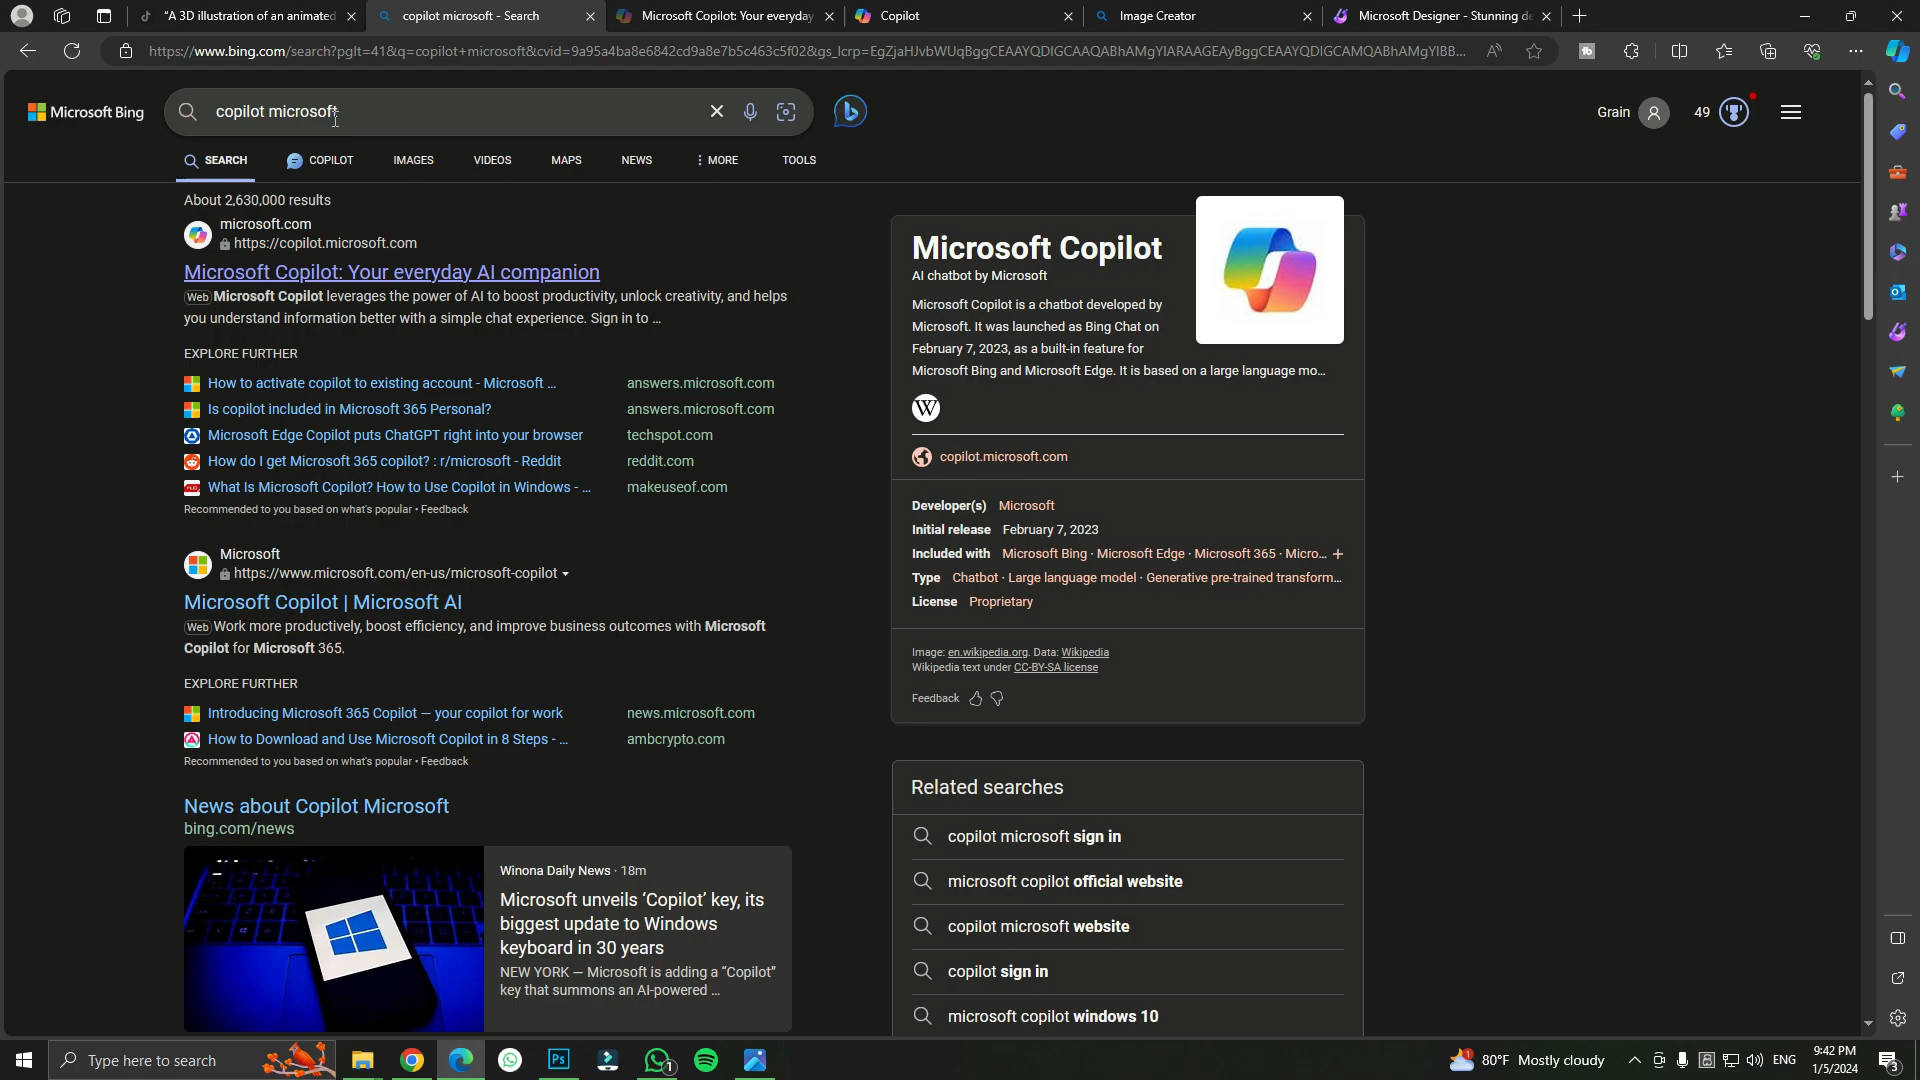 "A 3D illustration of an animated
copilot microsoft - Search
Microsoft Copilot: Your everyday
Copilot
Image Creator
Microsoft Designer - Stunning de
https://www.bing.com/search?pglt=41&q=copilot+microsoft&cvid=9a95a4ba8e6842cd9a8e7b5c463c5f02&gs_lcrp=EgZjaHJvbWUqBggCEAAYQDIGCAAQABhAMgYIARAAGEAyBggCEAAYQDIGCAMQABhAMgYIBB...
Microsoft Bing
copilot microsoft
Grain
49
SEARCH
COPILOT
IMAGES
VIDEOS
MAPS
NEWS
MORE
TOOLS
About 2,630,000 results
microsoft.com
https://copilot.microsoft.com
Microsoft Copilot: Your everyday AI companion
Web Microsoft Copilot leverages the power of AI to boost productivity, unlock creativity, and helps
you understand information better with a simple chat experience. Sign in to ...
EXPLORE FURTHER
How to activate copilot to existing account - Microsoft ... answers.microsoft.com
Is copilot included in Microsoft 365 Personal? answers.microsoft.com
Microsoft Edge Copilot puts ChatGPT right into your browser techspot.com
How do I get Microsoft 365 copilot? : r/microsoft - Reddit reddit.com
What Is Microsoft Copilot? How to Use Copilot in Windows - ... makeuseof.com
Recommended to you based on what's popular • Feedback
Microsoft
https://www.microsoft.com/en-us/microsoft-copilot
Microsoft Copilot | Microsoft AI
Web Work more productively, boost efficiency, and improve business outcomes with Microsoft
Copilot for Microsoft 365.
EXPLORE FURTHER
Introducing Microsoft 365 Copilot — your copilot for work news.microsoft.com
How to Download and Use Microsoft Copilot in 8 Steps - ... ambcrypto.com
Recommended to you based on what's popular • Feedback
News about Copilot Microsoft
bing.com/news
Winona Daily News · 18m
Microsoft unveils 'Copilot' key, its
biggest update to Windows
keyboard in 30 years
NEW YORK — Microsoft is adding a "Copilot"
key that summons an AI-powered ...
Microsoft Copilot
AI chatbot by Microsoft
Microsoft Copilot is a chatbot developed by
Microsoft. It was launched as Bing Chat on
February 7, 2023, as a built-in feature for
Microsoft Bing and Microsoft Edge. It is based on a large language mo...
W
copilot.microsoft.com
Developer(s) Microsoft
Initial release February 7, 2023
Included with Microsoft Bing · Microsoft Edge · Microsoft 365 · Micro...
Type Chatbot · Large language model · Generative pre-trained transform...
License Proprietary
Image: en.wikipedia.org. Data: Wikipedia
Wikipedia text under CC-BY-SA license
Feedback
Related searches
copilot microsoft sign in
microsoft copilot official website
copilot microsoft website
copilot sign in
microsoft copilot windows 10
Type here to search
Ps
1
1
80°F Mostly cloudy
ENG
9:42 PM
1/5/2024
3